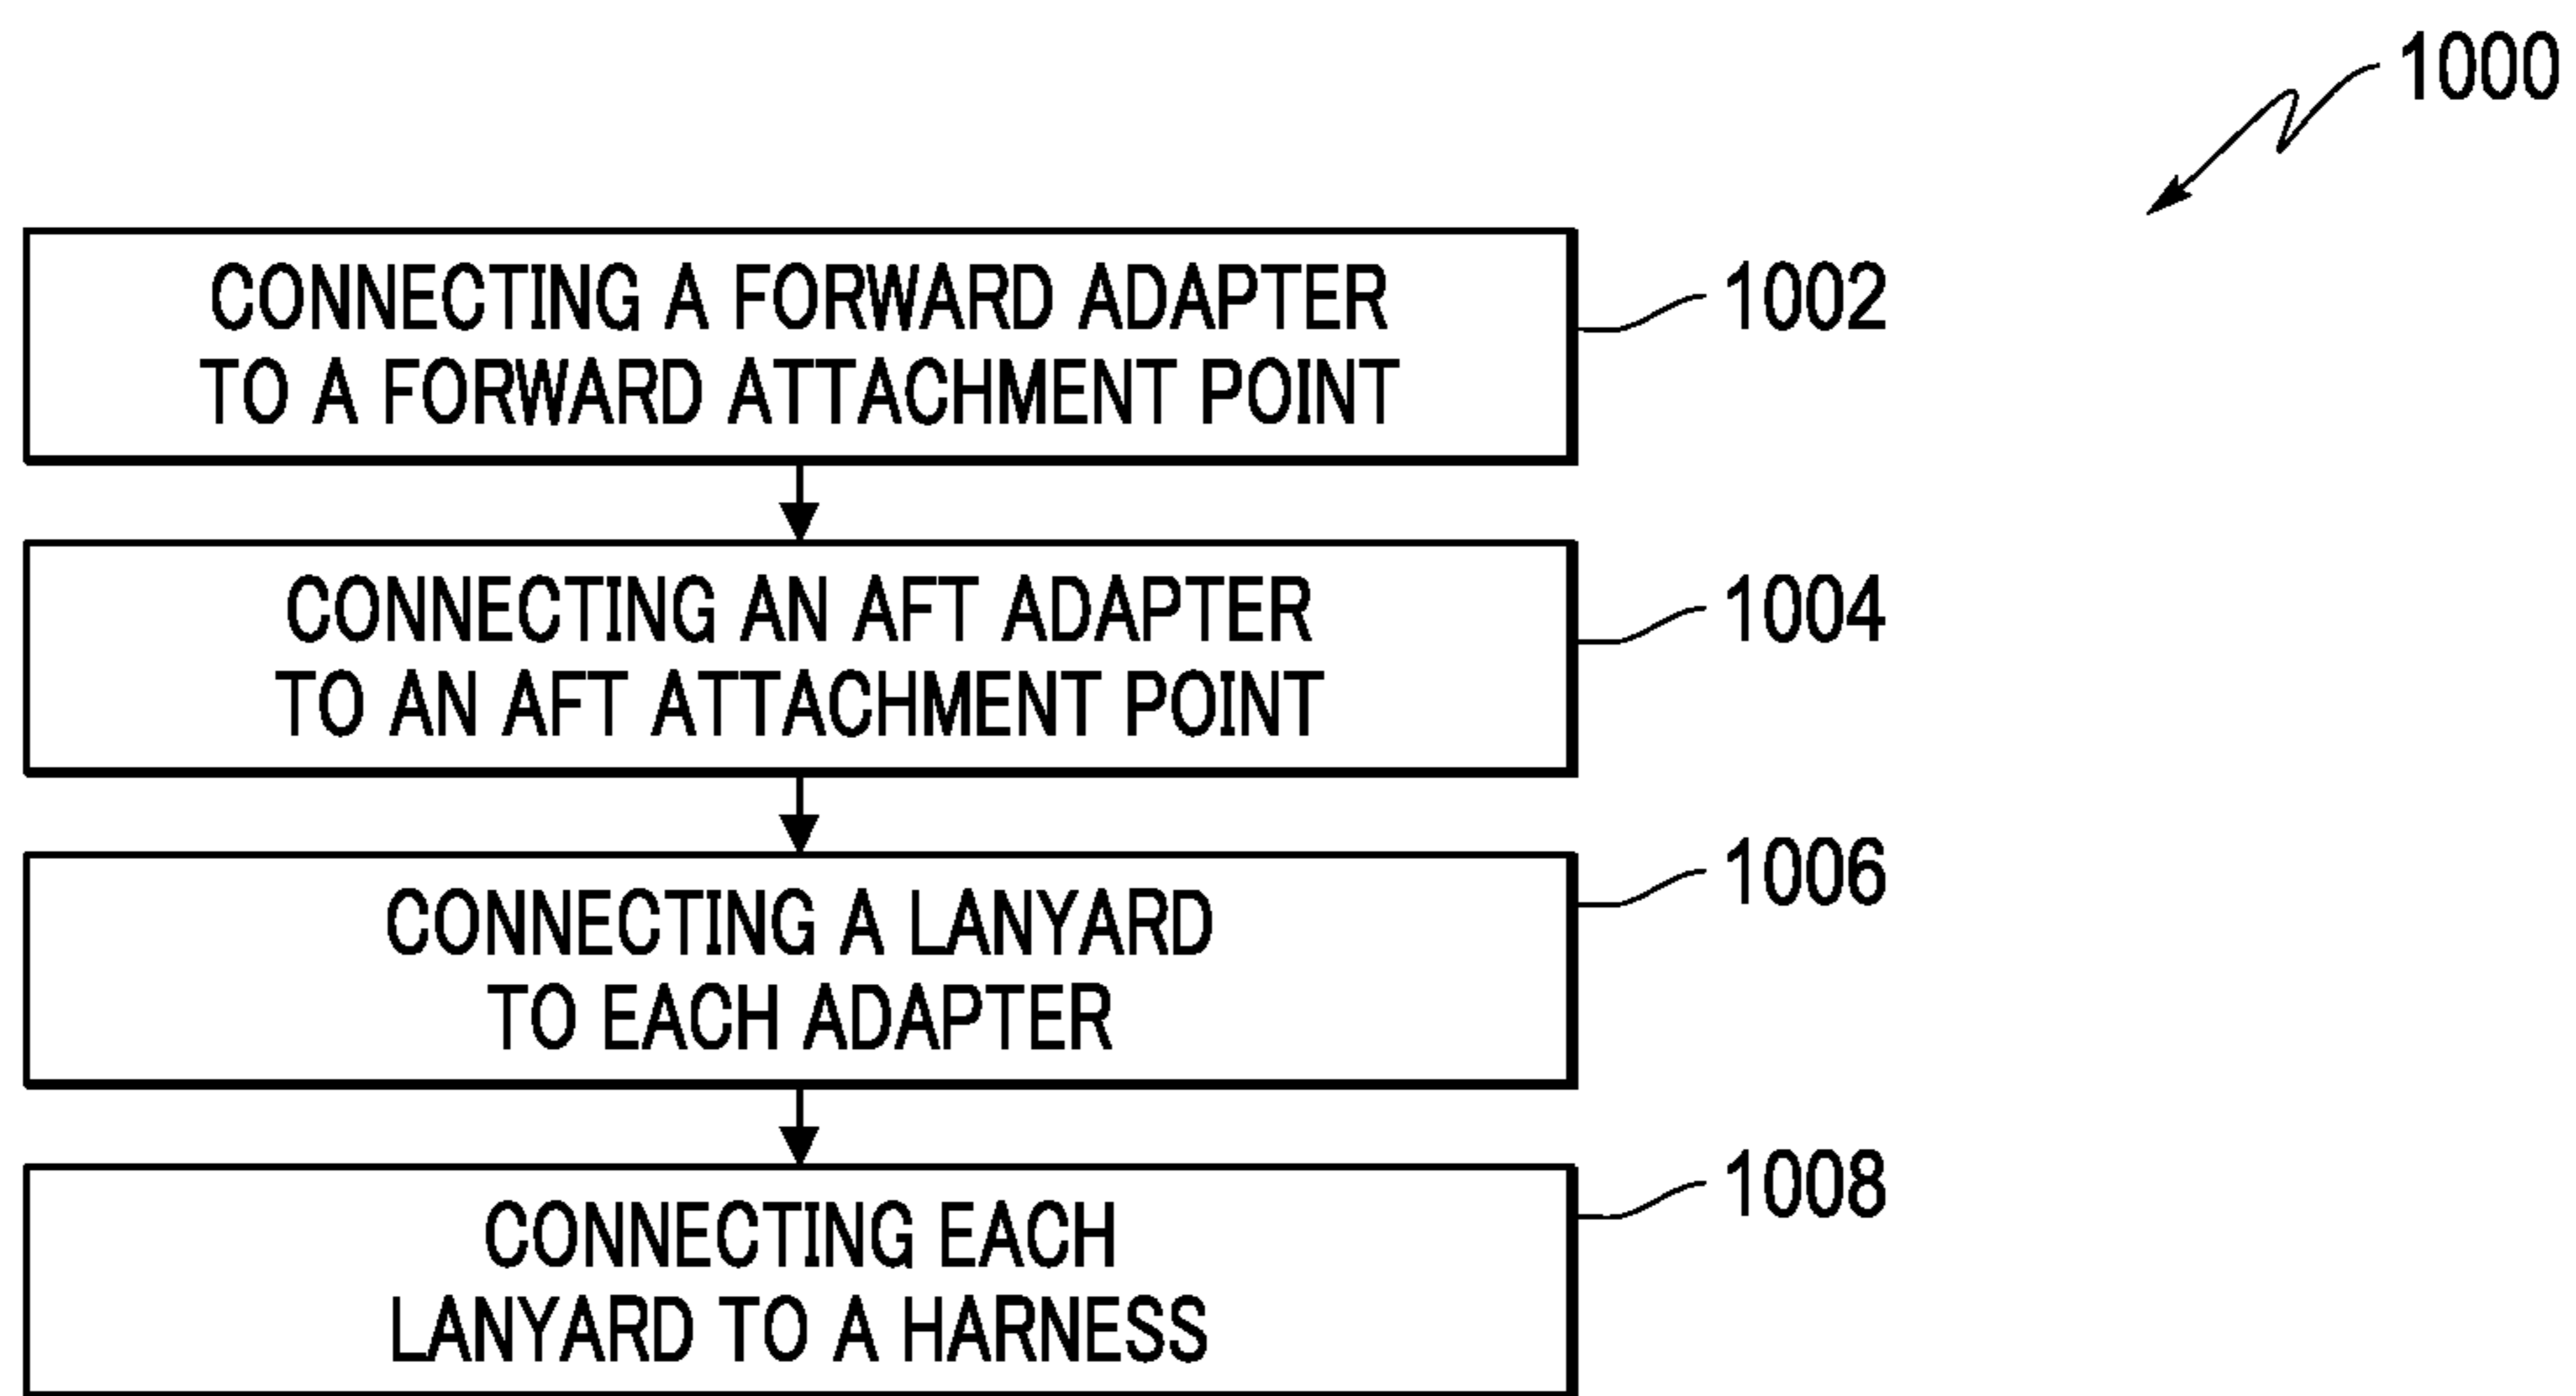 1000
CONNECTING A FORWARD ADAPTER
TO A FORWARD ATTACHMENT POINT
1002
CONNECTING AN AFT ADAPTER
TO AN AFT ATTACHMENT POINT
1004
CONNECTING A LANYARD
TO EACH ADAPTER
1006
CONNECTING EACH
LANYARD TO A HARNESS
1008